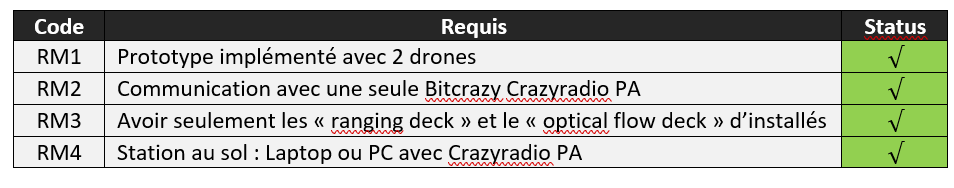 Code Requis Status
RM1 Prototype implémenté avec 2 drones √
RM2 Communication avec une seule Bitcrazy Crazyradio PA √
RM3 Avoir seulement les « ranging deck » et le « optical flow deck » d’installés √
RM4 Station au sol : Laptop ou PC avec Crazyradio PA √